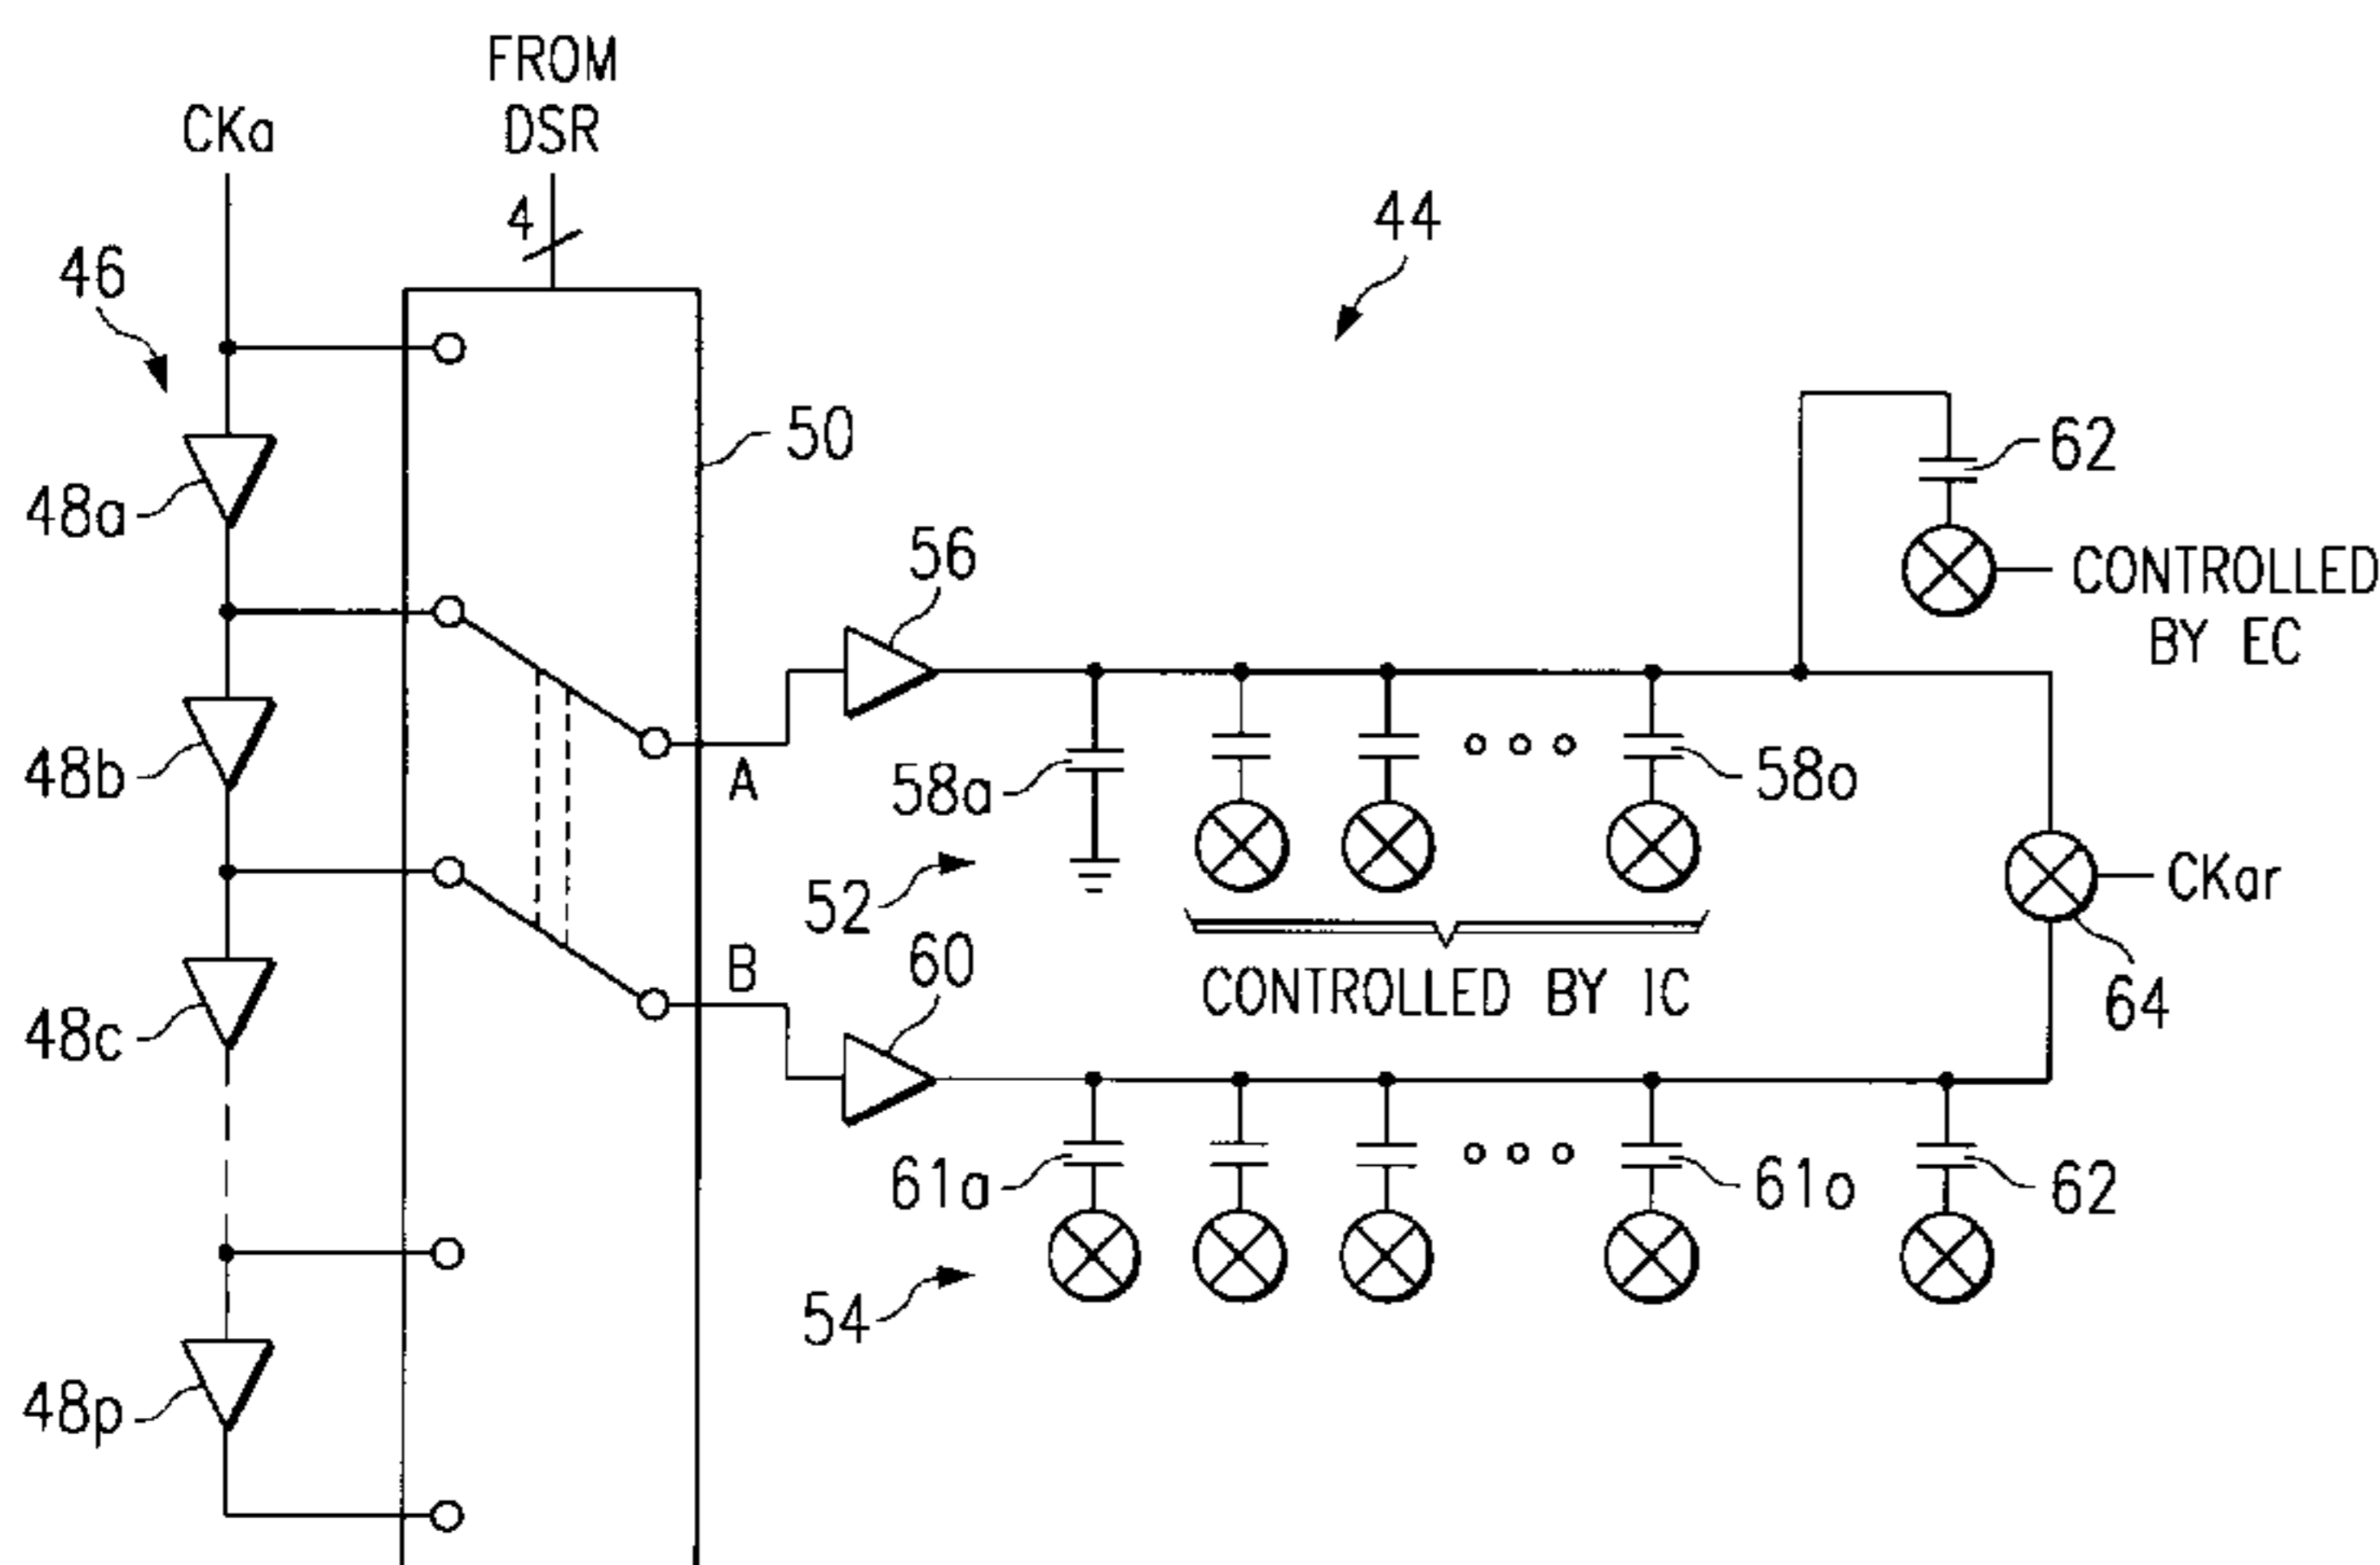 FROM
DSR
CKa
4
44
46
50
62
48a
56
CONTROLLED
BY EC
48b
A
58a
58o
52
CKar
B
60
CONTROLLED BY IC
64
48c
61a
61o
62
54
48p